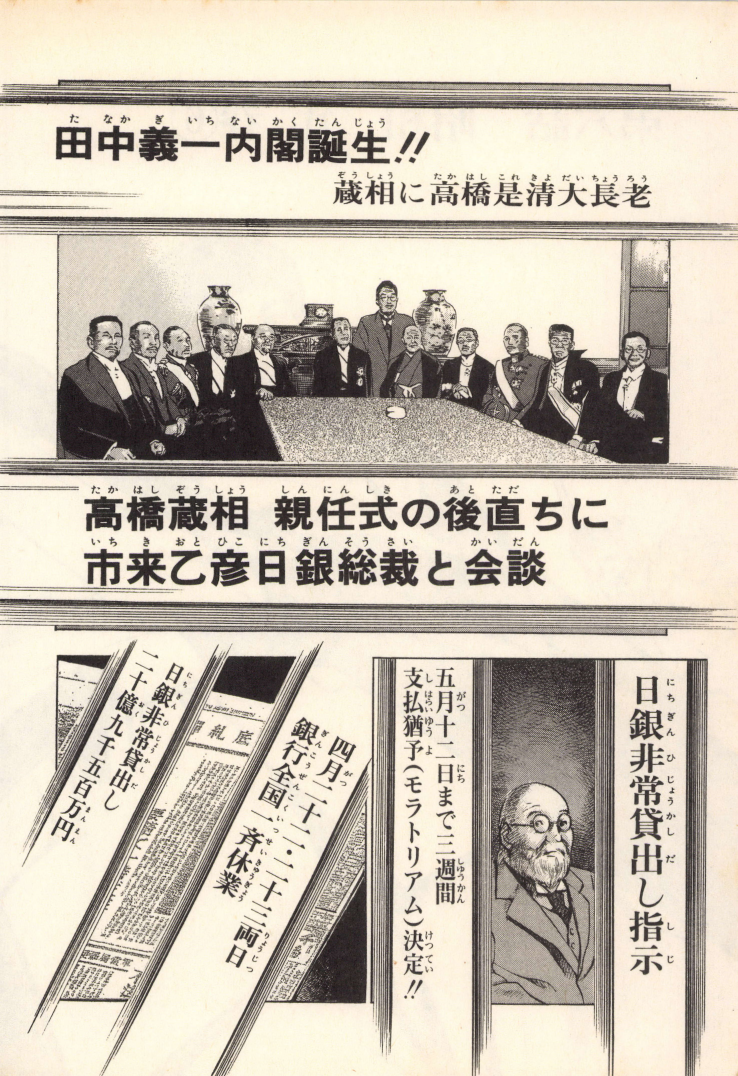 田中義一内閣誕生!!
蔵相に高橋是清大長老
高橋蔵相 親任式の後直ちに
市来乙彦日銀総裁と会談
日銀非常貸出し指示
五月十二日まで三週間
支払猶予(モラトリアム)決定!!
四月二十二・二十三両日
銀行全国一斉休業
日銀非常貸出し
二十億九千五百万円